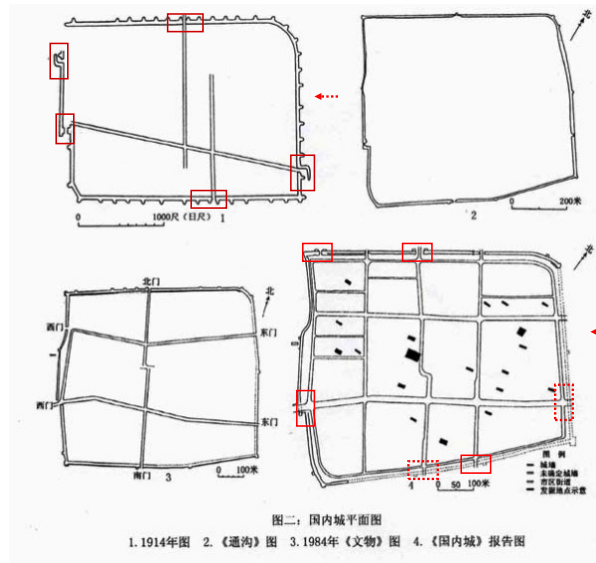 北
0 1000尺（日尺） 1
0 200米
2
北
北门
北
西门
东门
西门
东门
南门 3 0 100米
4 0 50 100米
图 例
城墙
未确定城墙
市区街道
发掘地点示意
图二：国内城平面图
1.1914年图 2.《通沟》图 3.1984年《文物》图 4.《国内城》报告图